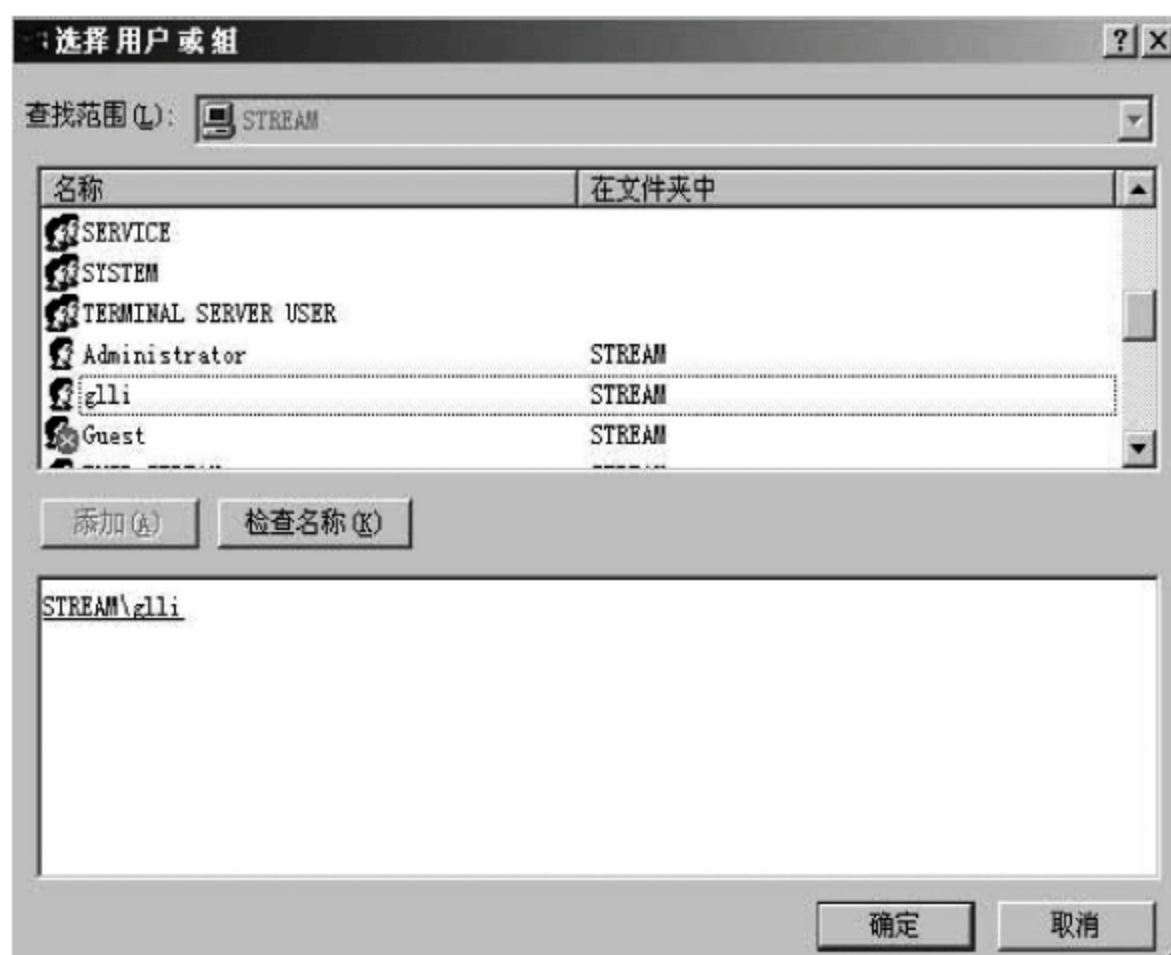 选择用户或组
查找范围(L): STREAM
名称 在文件夹中
SERVICE
SYSTEM
TERMINAL SERVER USER
Administrator STREAM
glli STREAM
Guest STREAM
添加(A) 检查名称(K)
STREAM\glli
确定 取消